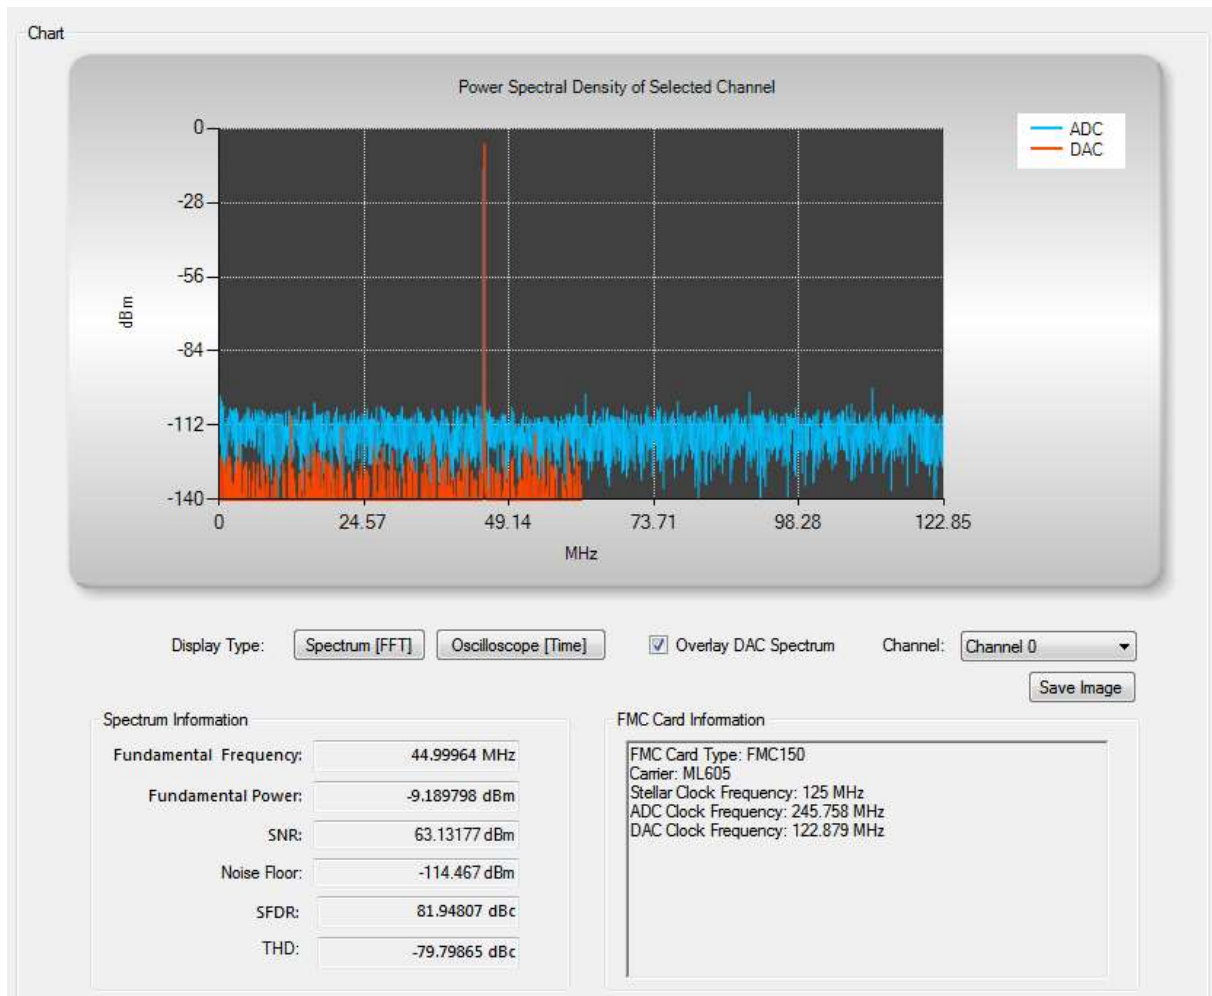 Chart
Power Spectral Density of Selected Channel
ADC
DAC
0
-28
-56
-84
-112
-140
dBm
0 24.57 49.14 73.71 98.28 122.85
MHz
Display Type: Spectrum [FFT] Oscilloscope [Time] Overlay DAC Spectrum Channel: Channel 0
Save Image
Spectrum Information
Fundamental Frequency: 44.99964 MHz
Fundamental Power: -9.189798 dBm
SNR: 63.13177 dBm
Noise Floor: -114.467 dBm
SFDR: 81.94807 dBc
THD: -79.79865 dBc
FMC Card Information
FMC Card Type: FMC150
Carrier: ML605
Stellar Clock Frequency: 125 MHz
ADC Clock Frequency: 245.758 MHz
DAC Clock Frequency: 122.879 MHz